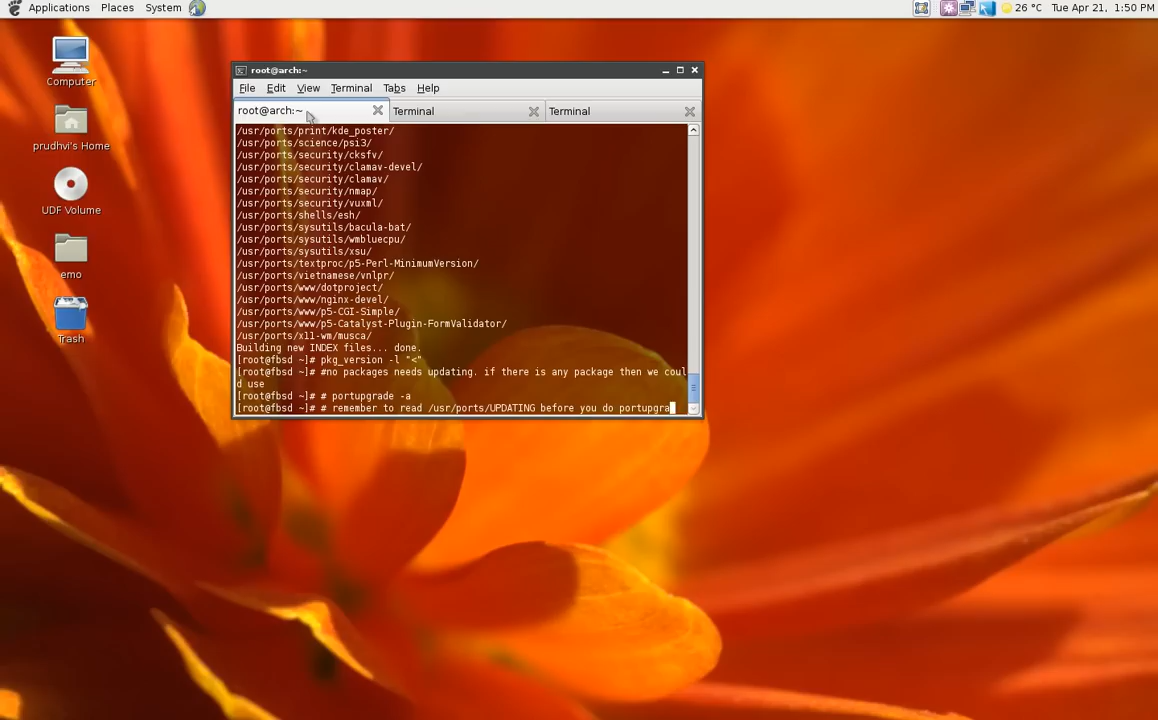 Applications Places System 26 °C Tue Apr 21, 1:50 PM
Computer
prudhvi's Home
UDF Volume
emo
Trash
root@arch:~
File Edit View Terminal Tabs Help
root@arch:~ Terminal Terminal
/usr/ports/print/kde_poster/
/usr/ports/science/psi3/
/usr/ports/security/cksfv/
/usr/ports/security/clamav-devel/
/usr/ports/security/clamav/
/usr/ports/security/nmap/
/usr/ports/security/vuxml/
/usr/ports/shells/esh/
/usr/ports/sysutils/bacula-bat/
/usr/ports/sysutils/wmbluecpu/
/usr/ports/sysutils/xsu/
/usr/ports/textproc/p5-Perl-MinimumVersion/
/usr/ports/vietnamese/vnlpr/
/usr/ports/www/dotproject/
/usr/ports/www/nginx-devel/
/usr/ports/www/p5-CGI-Simple/
/usr/ports/www/p5-Catalyst-Plugin-FormValidator/
/usr/ports/x11-wm/musca/
Building new INDEX files... done.
[root@fbsd ~]# pkg_version -l "<"
[root@fbsd ~]# #no packages needs updating. if there is any package then we coul
d use
[root@fbsd ~]# # portupgrade -a
[root@fbsd ~]# # remember to read /usr/ports/UPDATING before you do portupgra